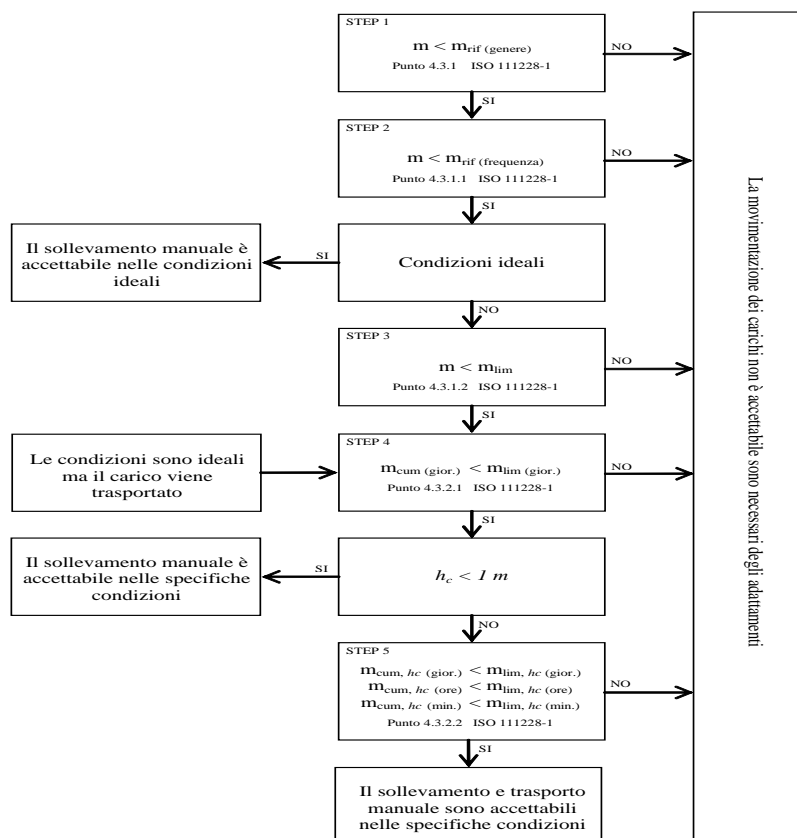 STEP 1
m < mrif (genere)
Punto 4.3.1 ISO 111228-1
NO
SI
STEP 2
m < mrif (frequenza)
Punto 4.3.1.1 ISO 111228-1
NO
SI
Il sollevamento manuale è
accettabile nelle condizioni
ideali
SI
Condizioni ideali
NO
STEP 3
m < mlim
Punto 4.3.1.2 ISO 111228-1
NO
SI
Le condizioni sono ideali
ma il carico viene
trasportato
STEP 4
mcum (gior.) < mlim (gior.)
Punto 4.3.2.1 ISO 111228-1
NO
SI
Il sollevamento manuale è
accettabile nelle specifiche
condizioni
SI
hc < 1 m
NO
STEP 5
mcum, hc (gior.) < mlim, hc (gior.)
mcum, hc (ore) < mlim, hc (ore)
mcum, hc (min.) < mlim, hc (min.)
Punto 4.3.2.2 ISO 111228-1
NO
SI
Il sollevamento e trasporto
manuale sono accettabili
nelle specifiche condizioni
La movimentazione dei carichi non è accettabile sono necessari degli adattamenti